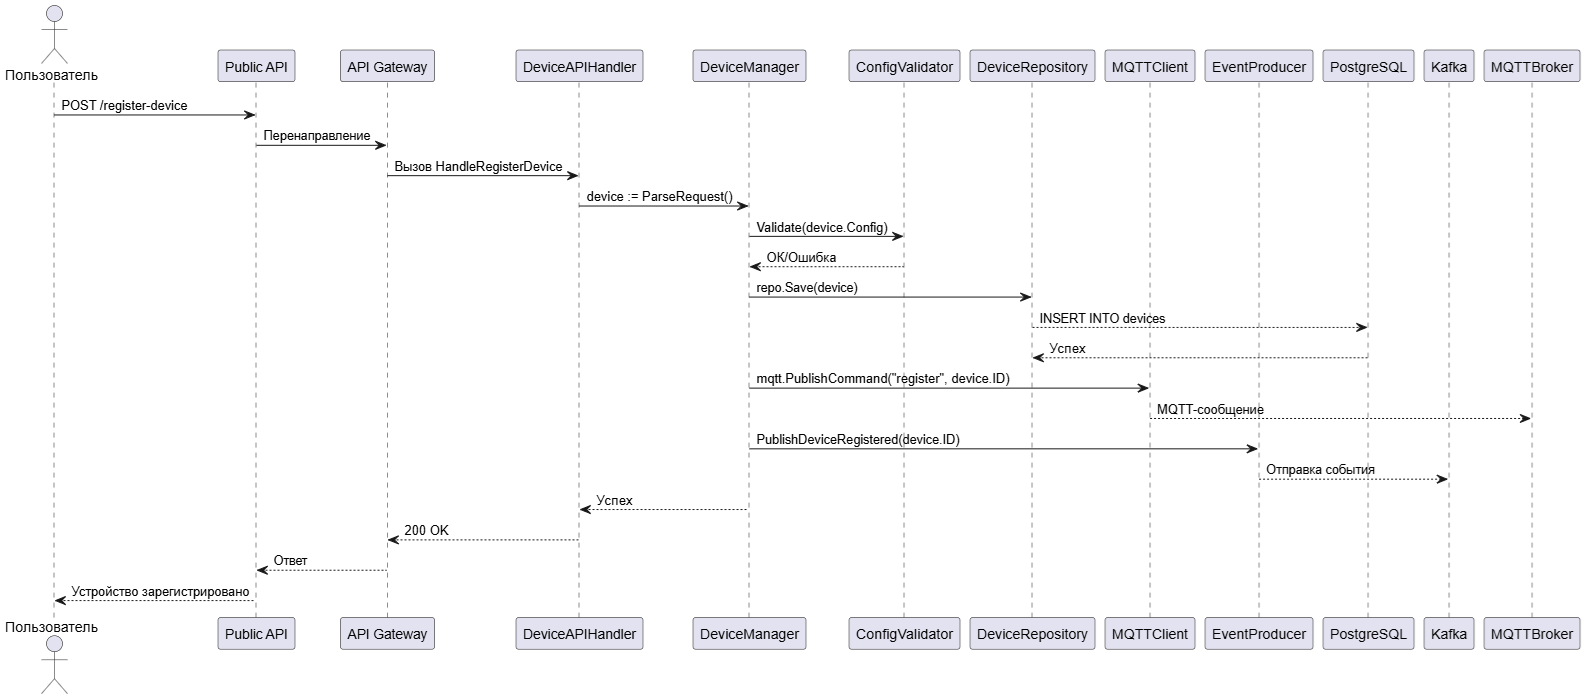 Пользователь
Public API
API Gateway
DeviceAPIHandler
DeviceManager
ConfigValidator
DeviceRepository
MQTTClient
EventProducer
PostgreSQL
Kafka
MQTTBroker
POST /register-device
Перенаправление
Вызов HandleRegisterDevice
device := ParseRequest()
Validate(device.Config)
ОК/Ошибка
repo.Save(device)
INSERT INTO devices
Успех
mqtt.PublishCommand("register", device.ID)
MQTT-сообщение
PublishDeviceRegistered(device.ID)
Отправка события
Успех
200 OK
Ответ
Устройство зарегистрировано
Пользователь
Public API
API Gateway
DeviceAPIHandler
DeviceManager
ConfigValidator
DeviceRepository
MQTTClient
EventProducer
PostgreSQL
Kafka
MQTTBroker